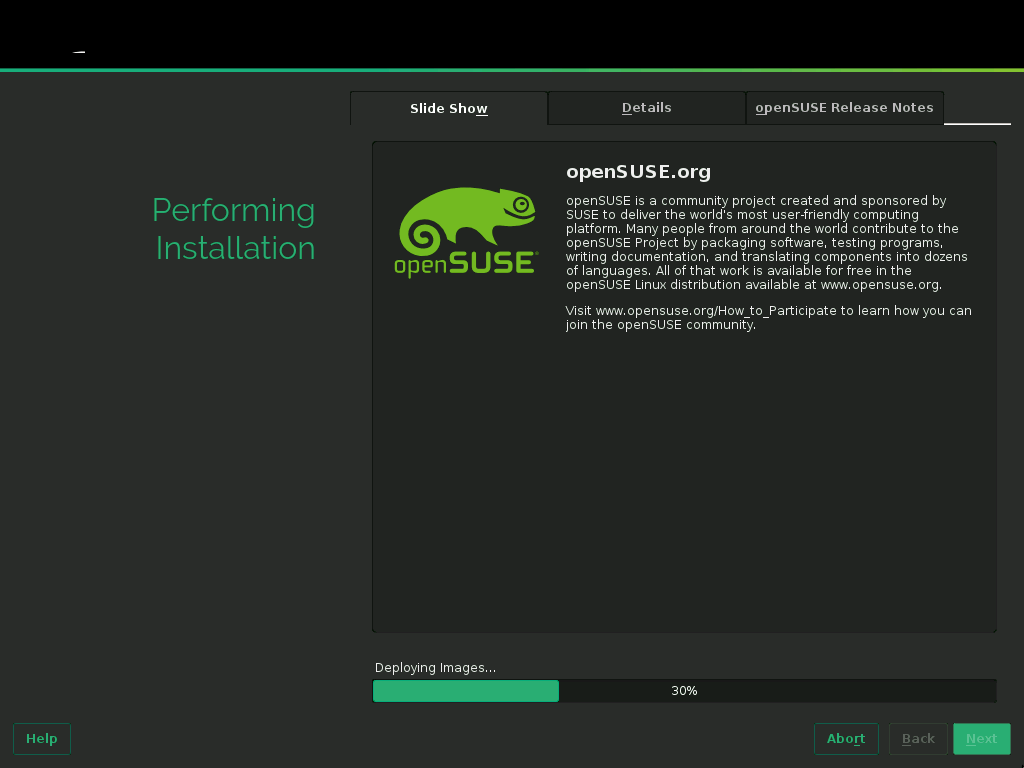 Slide Show
Details
openSUSE Release Notes
Performing
Installation
openSUSE
openSUSE.org
openSUSE is a community project created and sponsored by
SUSE to deliver the world's most user-friendly computing
platform. Many people from around the world contribute to the
openSUSE Project by packaging software, testing programs,
writing documentation, and translating components into dozens
of languages. All of that work is available for free in the
openSUSE Linux distribution available at www.opensuse.org.
Visit www.opensuse.org/How_to_Participate to learn how you can
join the openSUSE community.
Deploying Images...
30%
Help
Abort
Back
Next